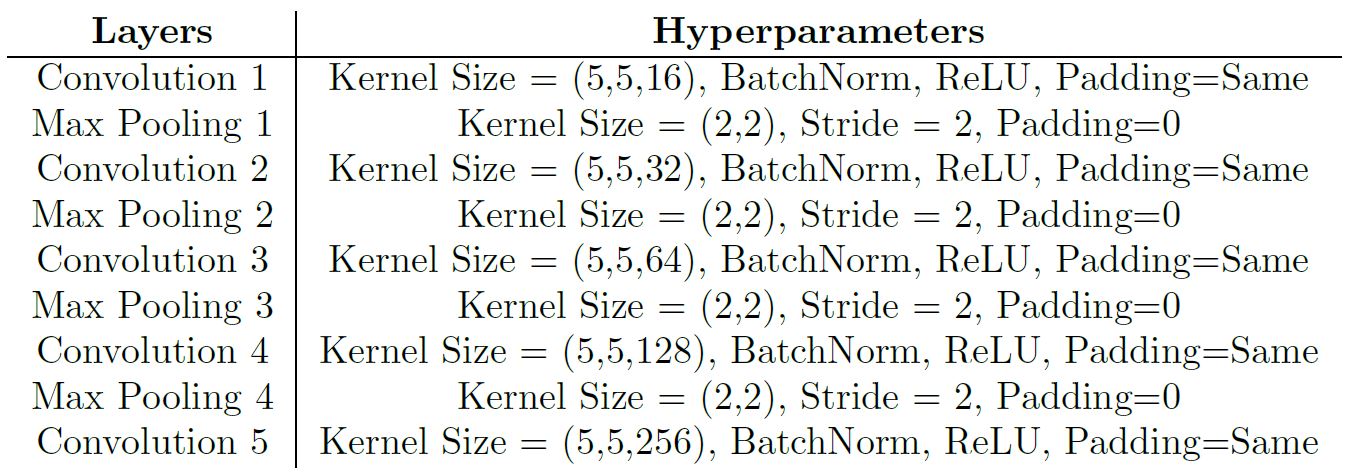 Layers Hyperparameters
Convolution 1 Kernel Size = (5,5,16), BatchNorm, ReLU, Padding=Same
Max Pooling 1 Kernel Size = (2,2), Stride = 2, Padding=0
Convolution 2 Kernel Size = (5,5,32), BatchNorm, ReLU, Padding=Same
Max Pooling 2 Kernel Size = (2,2), Stride = 2, Padding=0
Convolution 3 Kernel Size = (5,5,64), BatchNorm, ReLU, Padding=Same
Max Pooling 3 Kernel Size = (2,2), Stride = 2, Padding=0
Convolution 4 Kernel Size = (5,5,128), BatchNorm, ReLU, Padding=Same
Max Pooling 4 Kernel Size = (2,2), Stride = 2, Padding=0
Convolution 5 Kernel Size = (5,5,256), BatchNorm, ReLU, Padding=Same